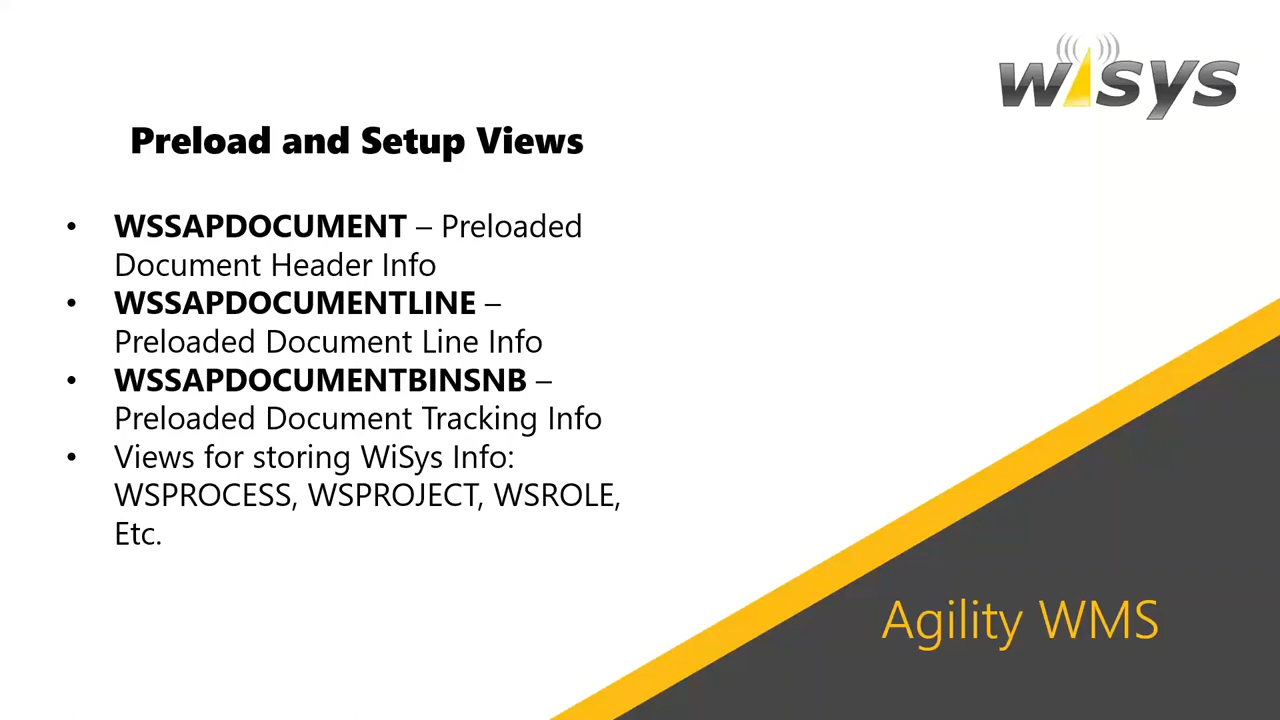 wisys
Preload and Setup Views
• WSSAPDOCUMENT – Preloaded
Document Header Info
• WSSAPDOCUMENTLINE –
Preloaded Document Line Info
• WSSAPDOCUMENTBINSNB –
Preloaded Document Tracking Info
• Views for storing WiSys Info:
WSPROCESS, WSPROJECT, WSROLE,
Etc.
Agility WMS